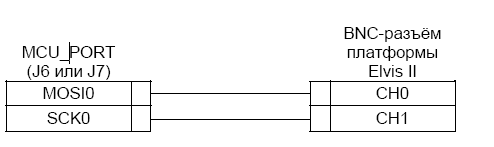 MCU_PORT
(J6 или J7)
MOSI0
SCK0
BNC-разъём
платформы
Elvis II
CH0
CH1